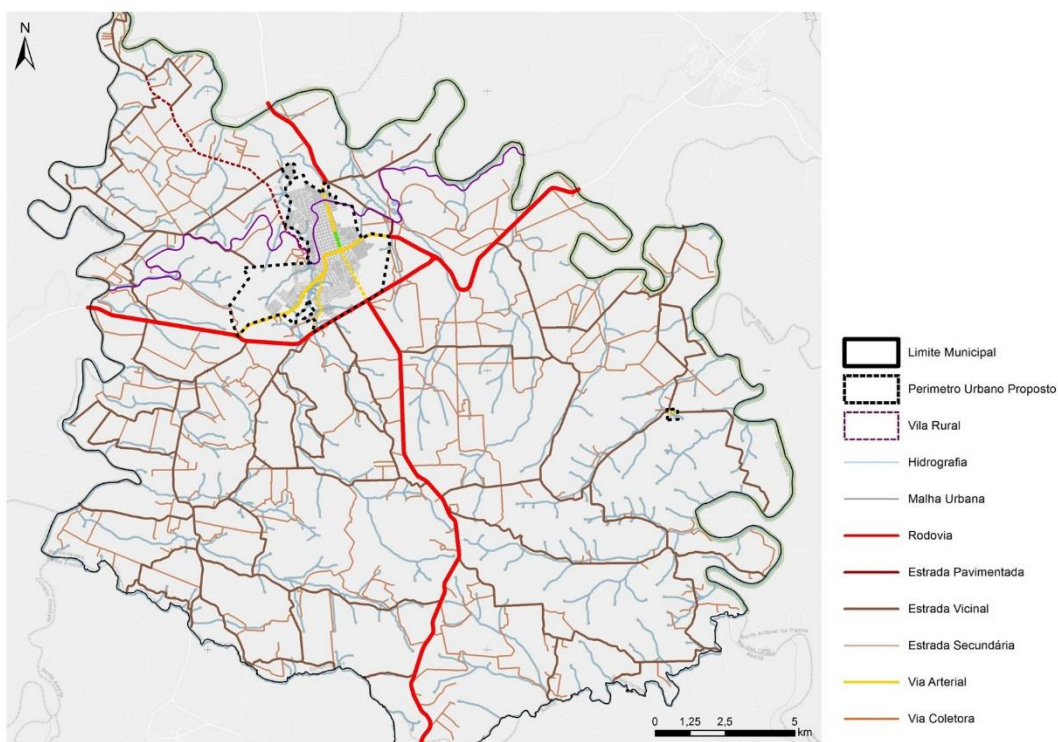 N
Limite Municipal
Perimetro Urbano Proposto
Vila Rural
Hidrografia
Malha Urbana
Rodovia
Estrada Pavimentada
Estrada Vicinal
Estrada Secundária
Via Arterial
Via Coletora
0 1,25 2,5 5
km